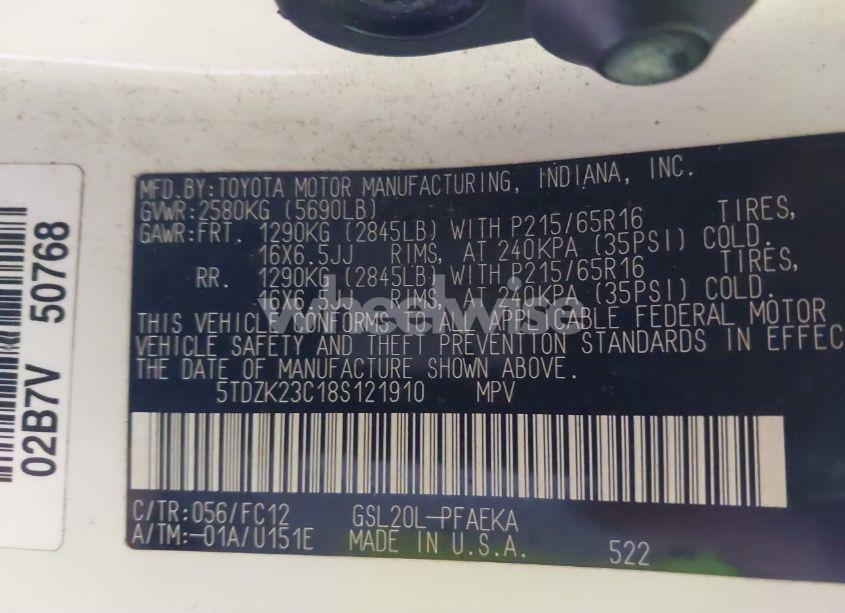 MFD.BY:TOYOTA MOTOR MANUFACTURING, INDIANA, INC.
GVWR:2580KG (5690LB)
GAWR:FRT. 1290KG (2845LB) WITH P215/65R16 TIRES,
16X6.5JJ RIMS, AT 240KPA (35PSI) COLD.
RR. 1290KG (2845LB) WITH P215/65R16 TIRES,
16X6.5JJ RIMS, AT 240KPA (35PSI) COLD.
THIS VEHICLE CONFORMS TO ALL APPLICABLE FEDERAL MOTOR
VEHICLE SAFETY AND THEFT PREVENTION STANDARDS IN EFFEC
THE DATE OF MANUFACTURE SHOWN ABOVE.
5TDZK23C18S121910 MPV
C/TR:056/FC12 GSL20L-PFAEKA
A/TM:-01A/U151E MADE IN U.S.A. 522
02B7V 50768
wheelwise